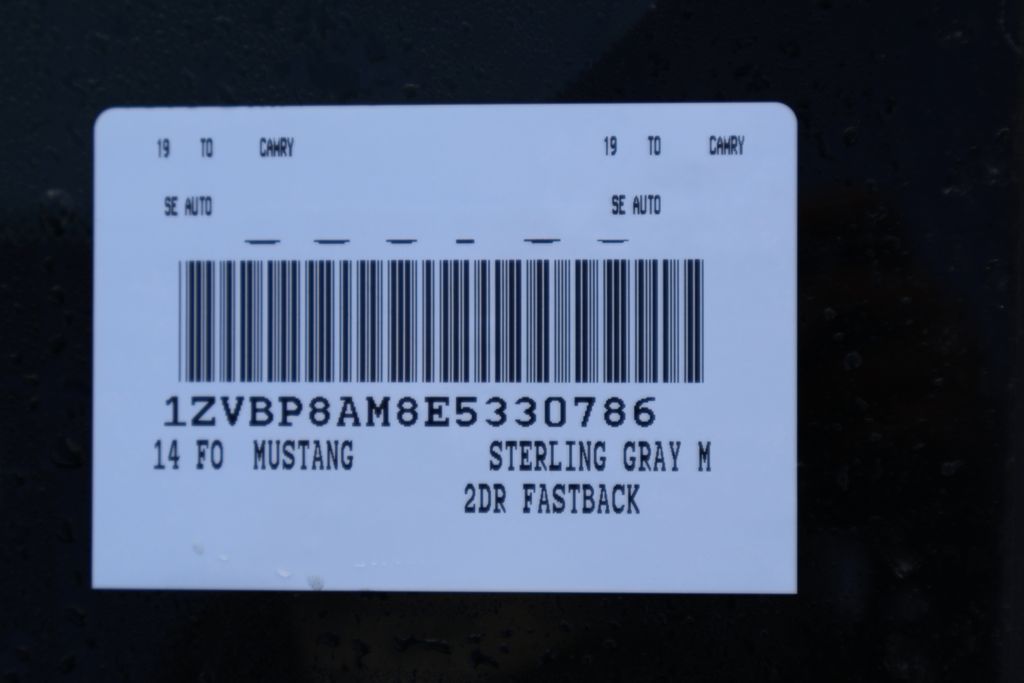 19 TO CAMRY 19 TO CAMRY
SE AUTO SE AUTO
1ZVBP8AM8E5330786
14 FO MUSTANG STERLING GRAY M
2DR FASTBACK